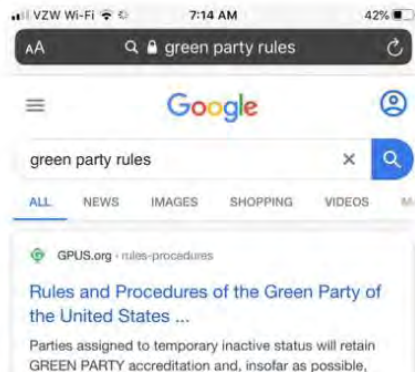 VZW Wi-Fi 7:14 AM 42%
AA green party rules
Google
green party rules
ALL NEWS IMAGES SHOPPING VIDEOS
GPUS.org › rules-procedures
Rules and Procedures of the Green Party of
the United States ...
Parties assigned to temporary inactive status will retain
GREEN PARTY accreditation and, insofar as possible,